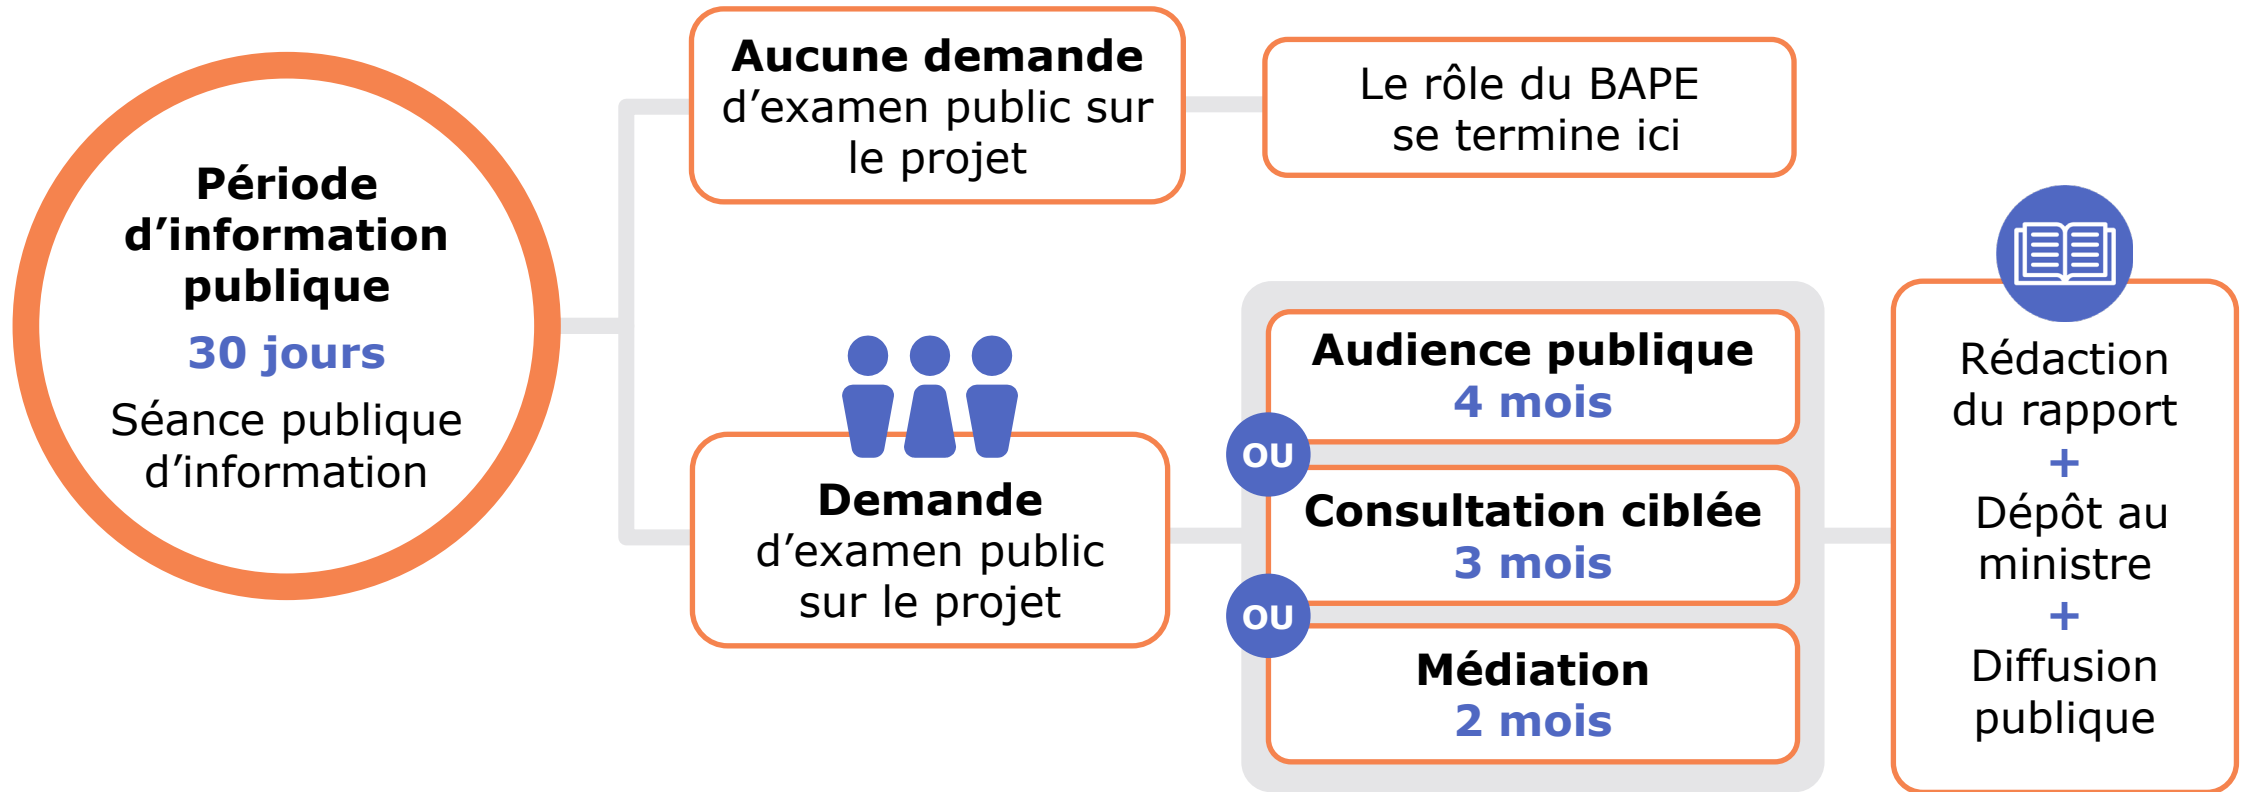 Période
d’information
publique
30 jours
Séance publique
d’information
Aucune demande
d’examen public sur
le projet
Le rôle du BAPE
se termine ici
Demande
d’examen public
sur le projet
Audience publique
4 mois
OU
Consultation ciblée
3 mois
OU
Médiation
2 mois
Rédaction
du rapport
+
Dépôt au
ministre
+
Diffusion
publique